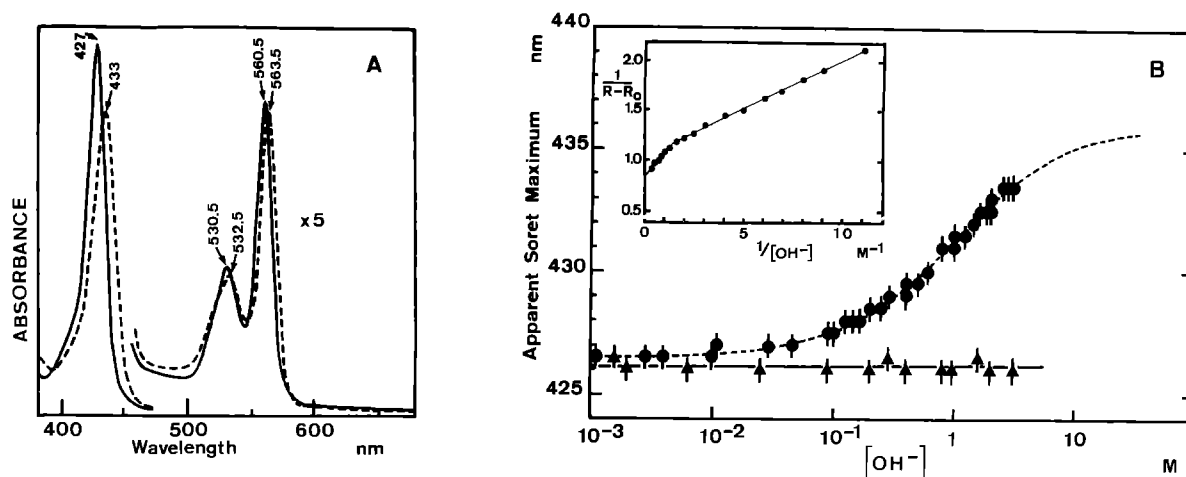 A
427
433
530.5
532.5
560.5
563.5
x5
ABSORBANCE
400
500
600
Wavelength
nm
B
440
435
430
425
nm
Apparent Soret Maximum
10⁻³
10⁻²
10⁻¹
1
10
[OH⁻]
M
2.0
1.5
1.0
0.5
1
R−R₀
0
5
10
1/[OH⁻]
M⁻¹